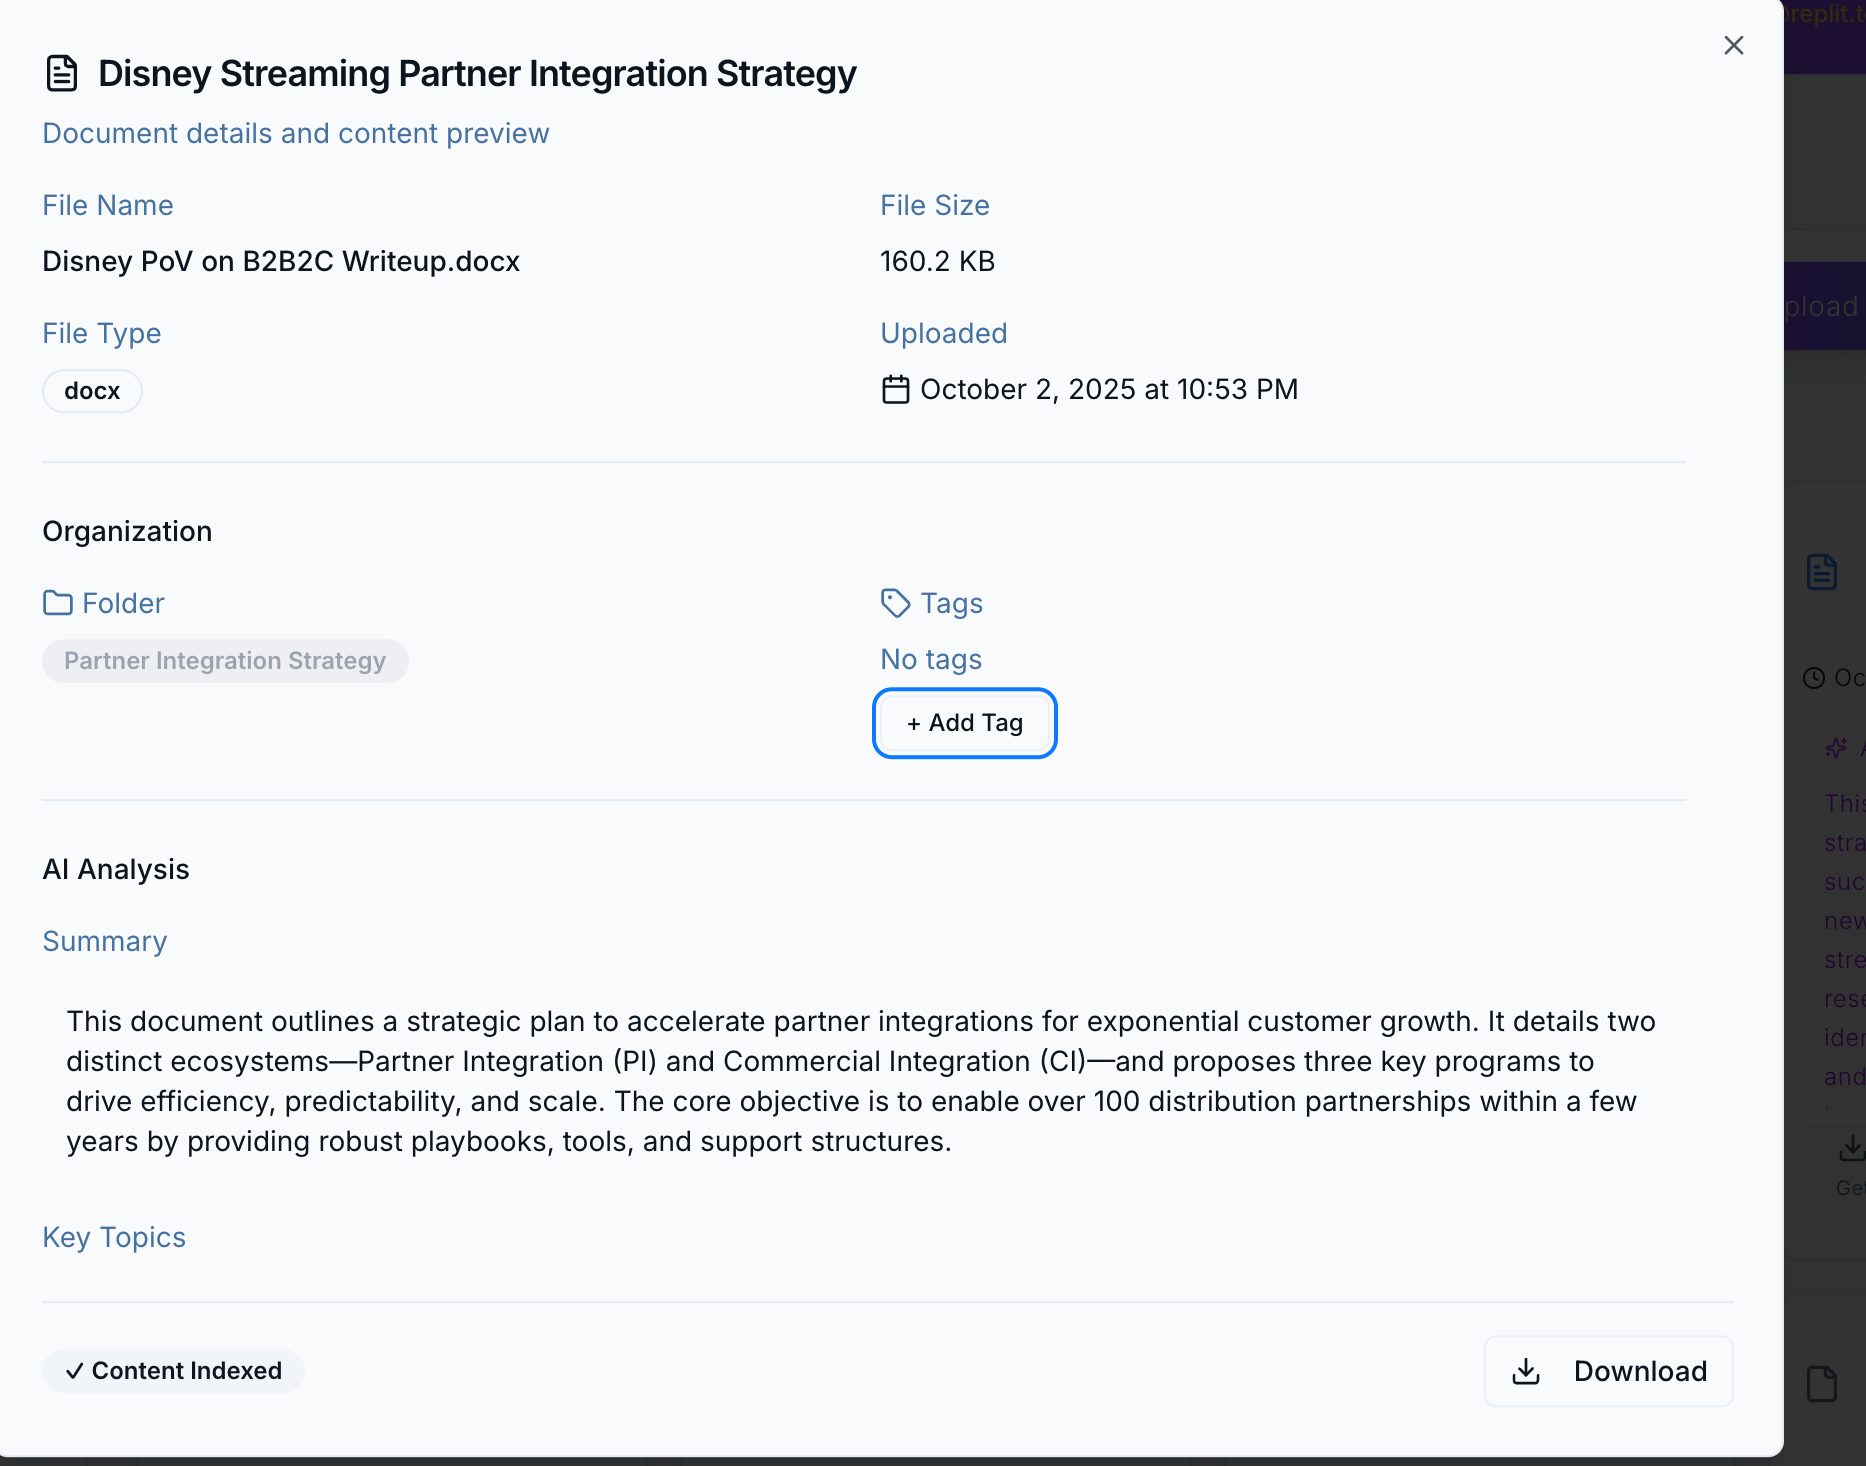 Disney Streaming Partner Integration Strategy
Document details and content preview
File Name
Disney PoV on B2B2C Writeup.docx
File Size
160.2 KB
File Type
docx
Uploaded
October 2, 2025 at 10:53 PM
Organization
Folder
Partner Integration Strategy
Tags
No tags
+ Add Tag
AI Analysis
Summary
This document outlines a strategic plan to accelerate partner integrations for exponential customer growth. It details two
distinct ecosystems—Partner Integration (PI) and Commercial Integration (CI)—and proposes three key programs to
drive efficiency, predictability, and scale. The core objective is to enable over 100 distribution partnerships within a few
years by providing robust playbooks, tools, and support structures.
Key Topics
✓ Content Indexed
Download
replit.t
pload
Oc
This
stra
suc
new
stre
rese
iden
and
Get